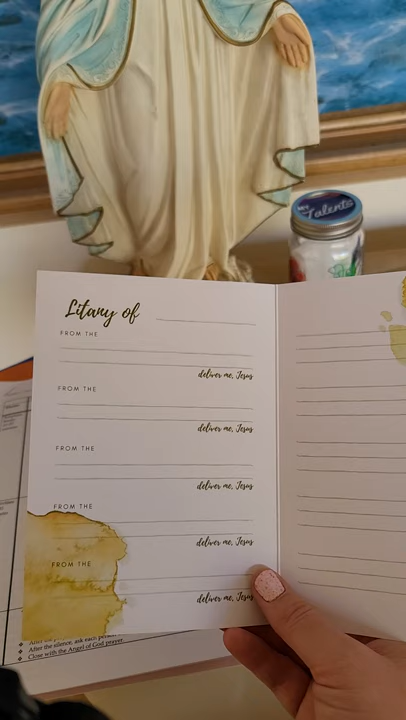 My Talents
Litany of
FROM THE
deliver me, Jesus
FROM THE
deliver me, Jesus
FROM THE
deliver me, Jesus
FROM THE
deliver me, Jesus
FROM THE
deliver me, Jesus
After the silence, ask each person
Close with the Angel of God prayer.